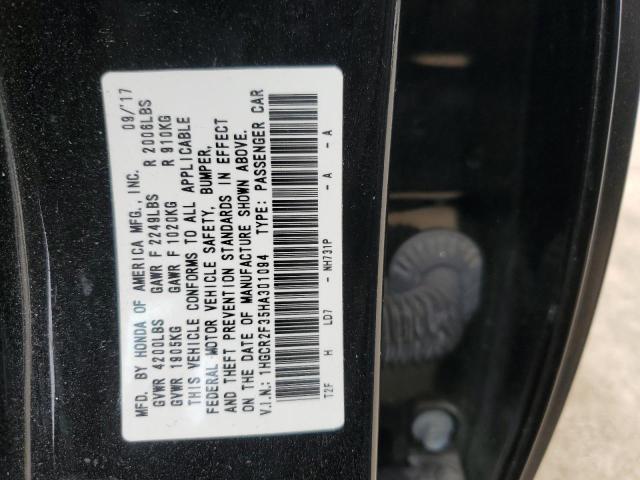 MFD. BY HONDA OF AMERICA MFG., INC. 09/17
GVWR 4200LBS GAWR F 2249LBS R 2006LBS
GVWR 1905KG GAWR F 1020KG R 910KG
THIS VEHICLE CONFORMS TO ALL APPLICABLE
FEDERAL MOTOR VEHICLE SAFETY, BUMPER,
AND THEFT PREVENTION STANDARDS IN EFFECT
ON THE DATE OF MANUFACTURE SHOWN ABOVE.
V.I.N.: 1HGCR2F35HA301094 TYPE: PASSENGER CAR
T2F H LD7 - NH731P - A - A